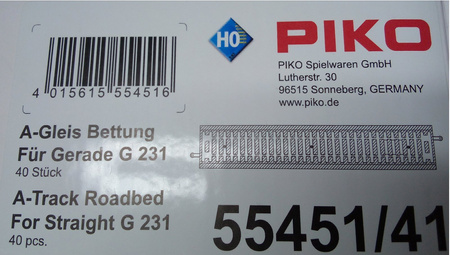 H0
PIKO
PIKO Spielwaren GmbH
Lutherstr. 30
96515 Sonneberg, GERMANY
www.piko.de
4 015615 554516
A-Gleis Bettung
Für Gerade G 231
40 Stück
A-Track Roadbed
For Straight G 231
40 pcs.
55451/41